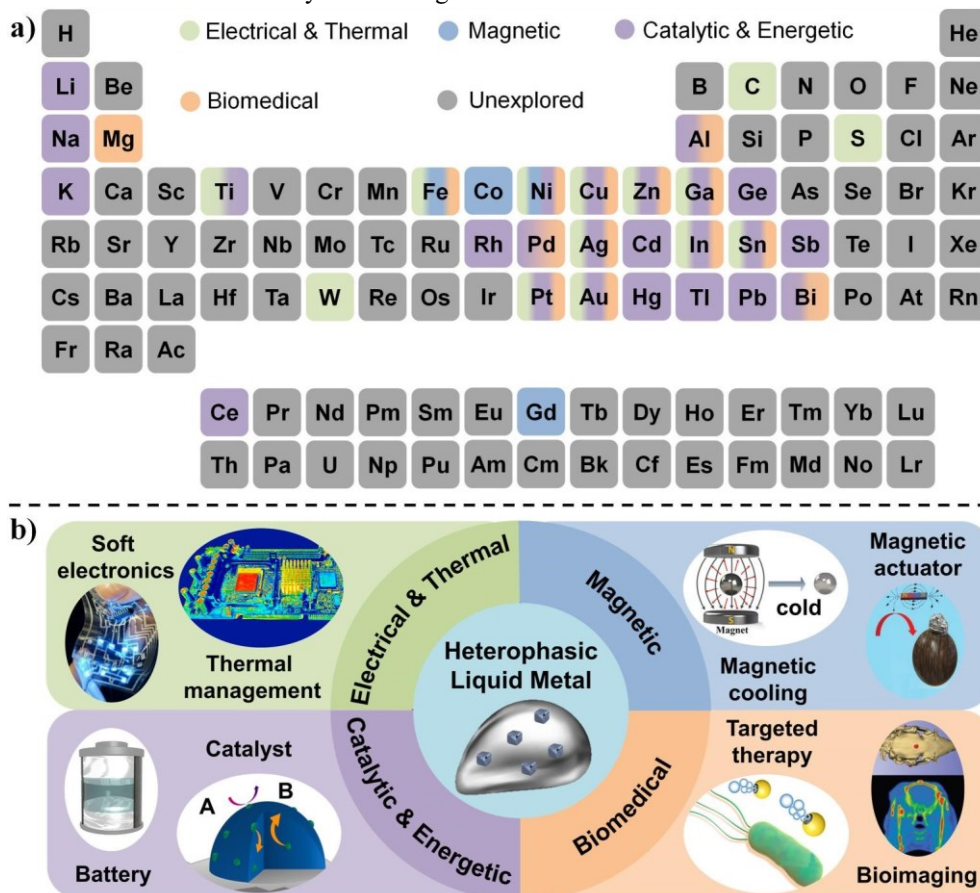 a)
H He
Electrical & Thermal Magnetic Catalytic & Energetic
Li Be B C N O F Ne
Biomedical Unexplored
Na Mg Al Si P S Cl Ar
K Ca Sc Ti V Cr Mn Fe Co Ni Cu Zn Ga Ge As Se Br Kr
Rb Sr Y Zr Nb Mo Tc Ru Rh Pd Ag Cd In Sn Sb Te I Xe
Cs Ba La Hf Ta W Re Os Ir Pt Au Hg Tl Pb Bi Po At Rn
Fr Ra Ac
Ce Pr Nd Pm Sm Eu Gd Tb Dy Ho Er Tm Yb Lu
Th Pa U Np Pu Am Cm Bk Cf Es Fm Md No Lr
b)
Soft
electronics
Thermal
management
Electrical & Thermal
Magnetic
N
S
Magnet
cold
Magnetic
cooling
Magnetic
actuator
Heterophasic
Liquid Metal
Battery
Catalyst
A B
Catalytic & Energetic
Biomedical
Targeted
therapy
Bioimaging